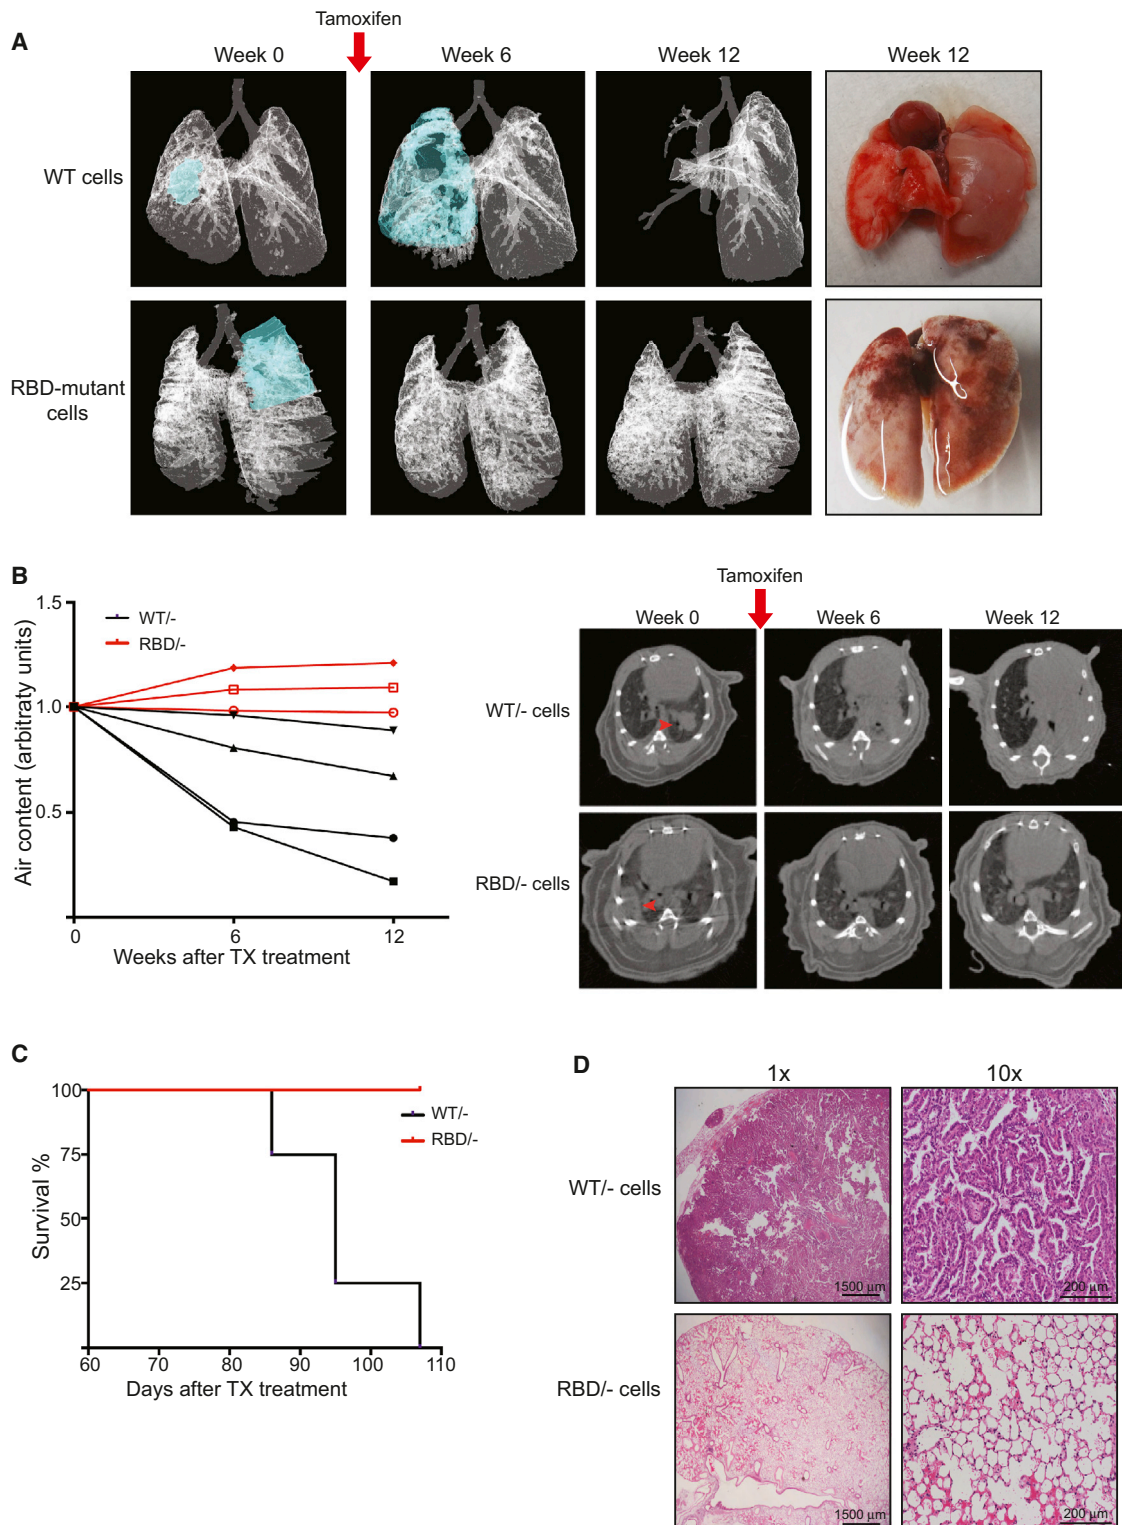 Tamoxifen
A
Week 0
Week 6
Week 12
Week 12
WT cells
RBD-mutant
cells
B
1.5
1.0
0.5
0
6
12
Air content (arbitraty units)
Weeks after TX treatment
WT/-
RBD/-
Tamoxifen
Week 0
Week 6
Week 12
WT/- cells
RBD/- cells
C
100
75
50
25
60
70
80
90
100
110
Survival %
Days after TX treatment
WT/-
RBD/-
D
1x
10x
WT/- cells
1500 µm
200 µm
RBD/- cells
1500 µm
200 µm